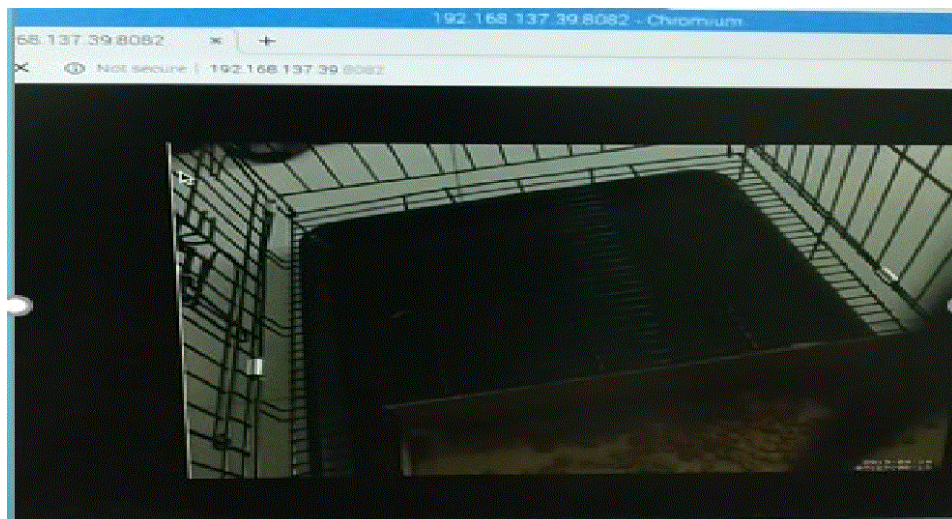 192.168.137.39:8082 - Chromium
68.137.39:8082 × +
× Not secure | 192.168.137.39:8082